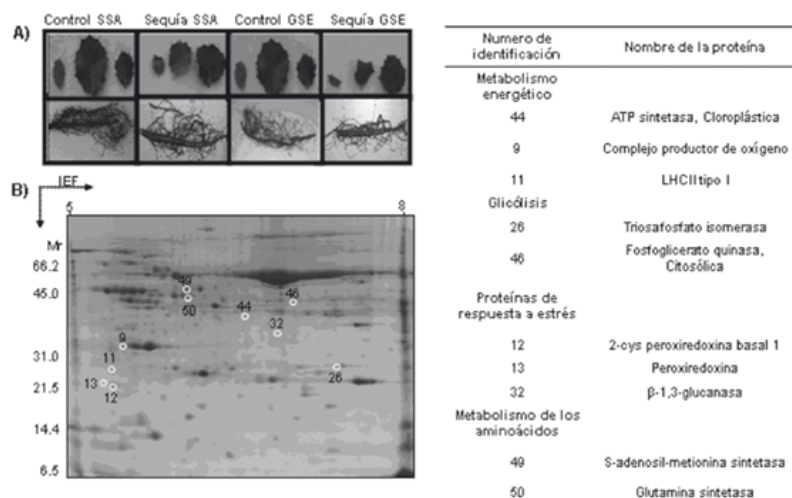 Control SSA Sequía SSA Control GSE Sequía GSE
A)
B)
IEF
5 8
Mr
66.2
45.0
31.0
21.5
14.4
6.5
49
50
46
44
32
9
11
26
13
12
Numero de identificación Nombre de la proteína
Metabolismo energético
44 ATP sintetasa, Cloroplástica
9 Complejo productor de oxígeno
11 LHCII tipo I
Glicólisis
26 Triosafosfato isomerasa
46 Fosfoglicerato quinasa, Citosólica
Proteínas de respuesta a estrés
12 2-cys peroxiredoxina basal 1
13 Peroxiredoxina
32 β-1,3-glucanasa
Metabolismo de los aminoácidos
49 S-adenosil-metionina sintetasa
50 Glutamina sintetasa